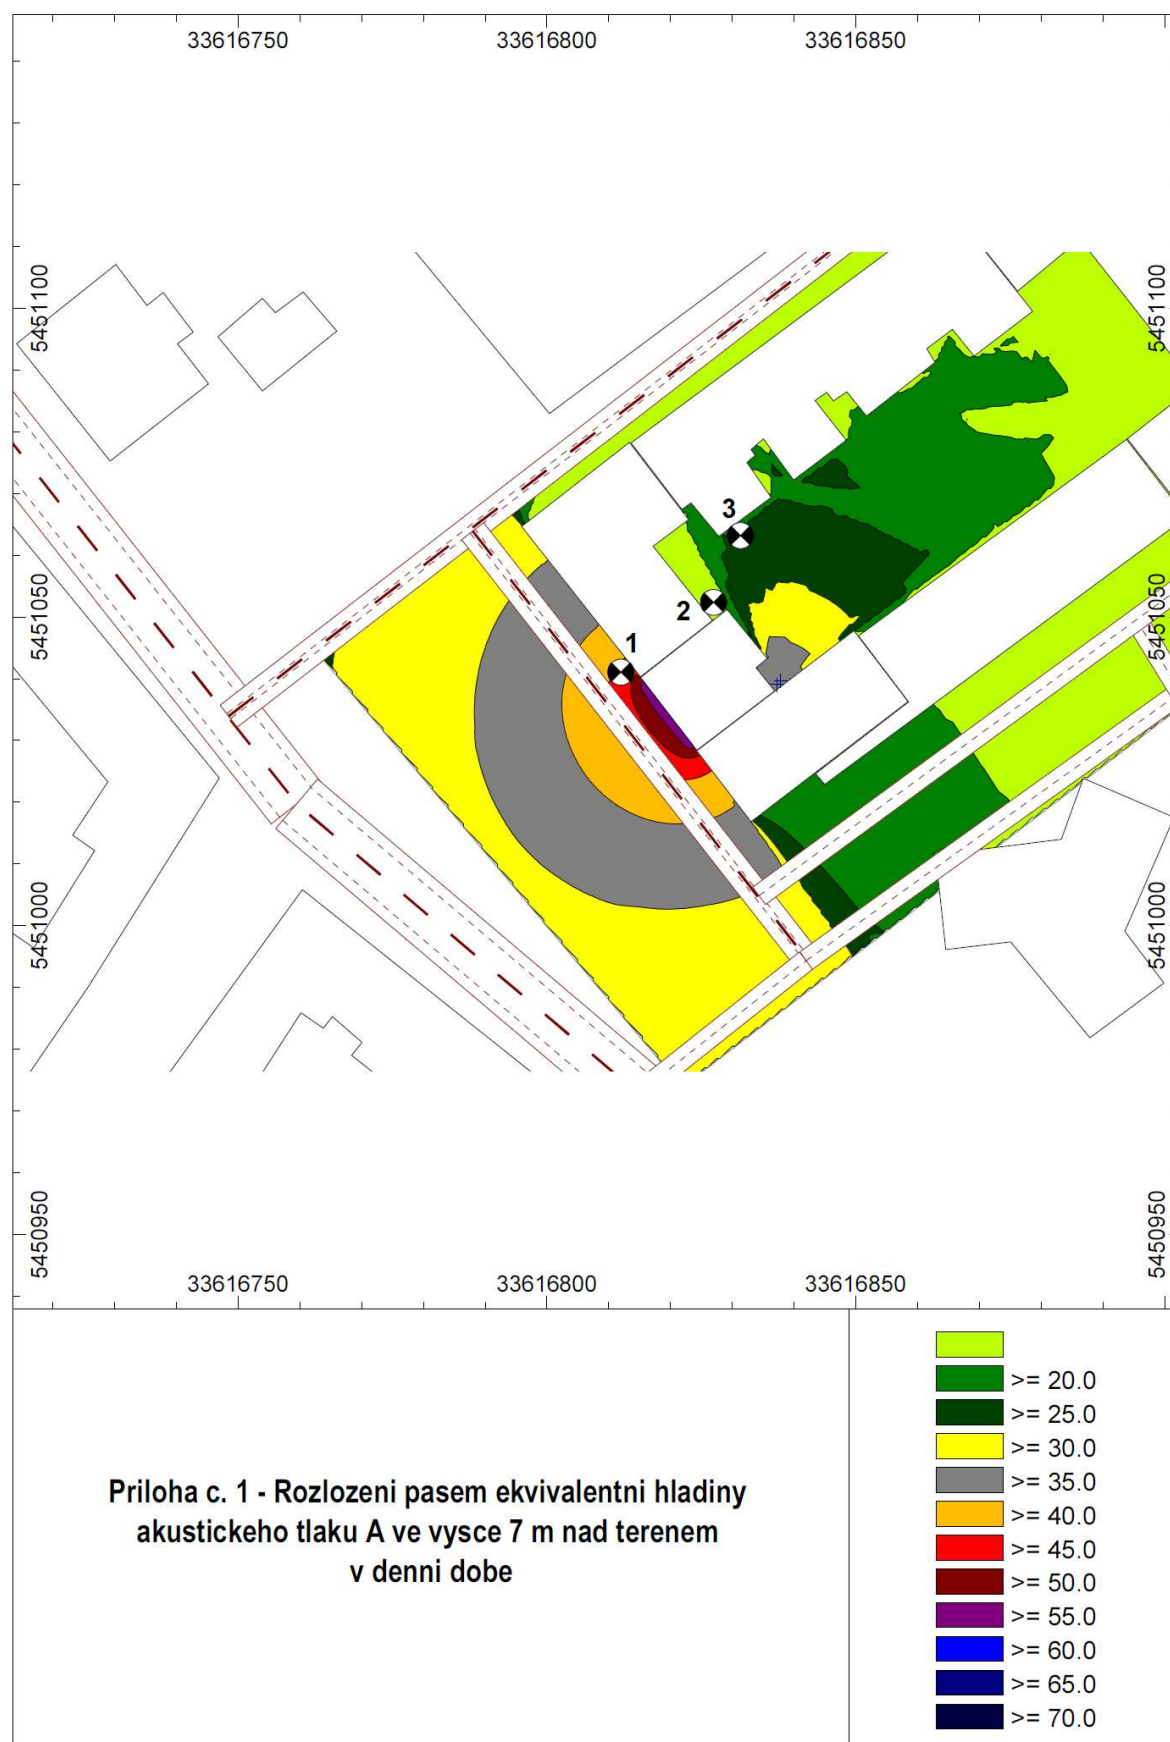 33616750 33616800 33616850
5451100 5451100
3
5451050 2 5451050
1
5451000 5451000
5450950 5450950
33616750 33616800 33616850
>= 20.0
>= 25.0
>= 30.0
>= 35.0
>= 40.0
>= 45.0
>= 50.0
>= 55.0
>= 60.0
>= 65.0
>= 70.0
Priloha c. 1 - Rozlozeni pasem ekvivalentni hladiny
akustickeho tlaku A ve vysce 7 m nad terenem
v denni dobe